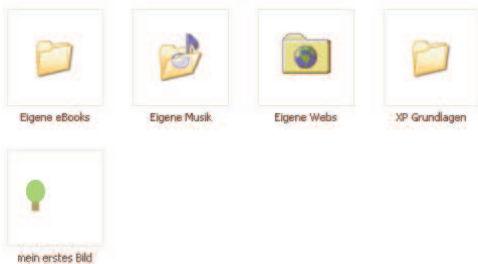 Eigene eBooks
Eigene Musik
Eigene Webs
XP Grundlagen
mein erstes Bild